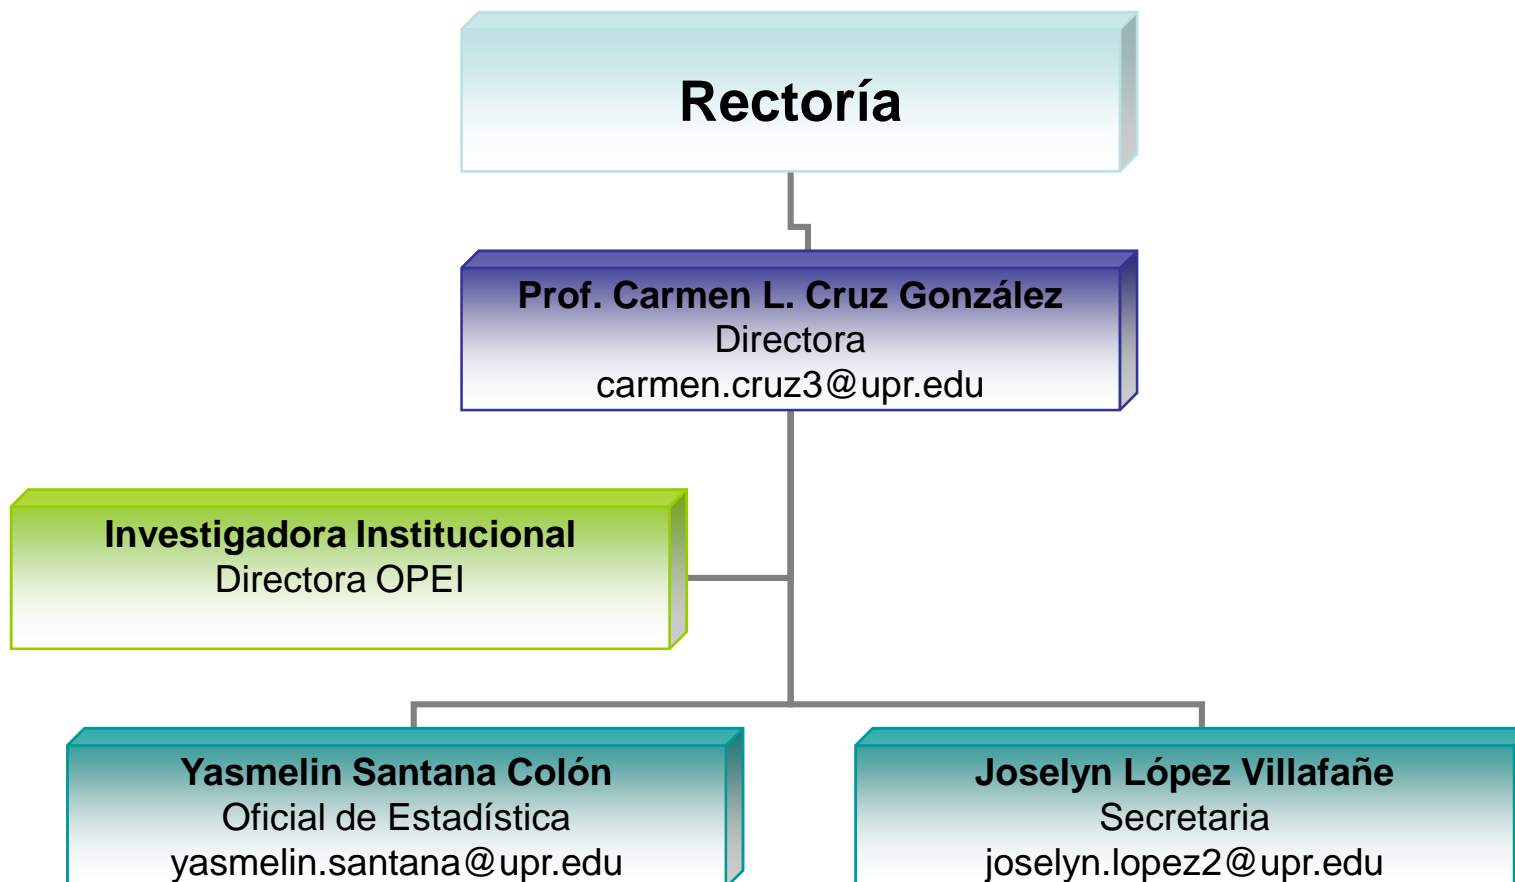 Rectoría
Prof. Carmen L. Cruz González
Directora
carmen.cruz3@upr.edu
Investigadora Institucional
Directora OPEI
Yasmelin Santana Colón
Oficial de Estadística
yasmelin.santana@upr.edu
Joselyn López Villafañe
Secretaria
joselyn.lopez2@upr.edu